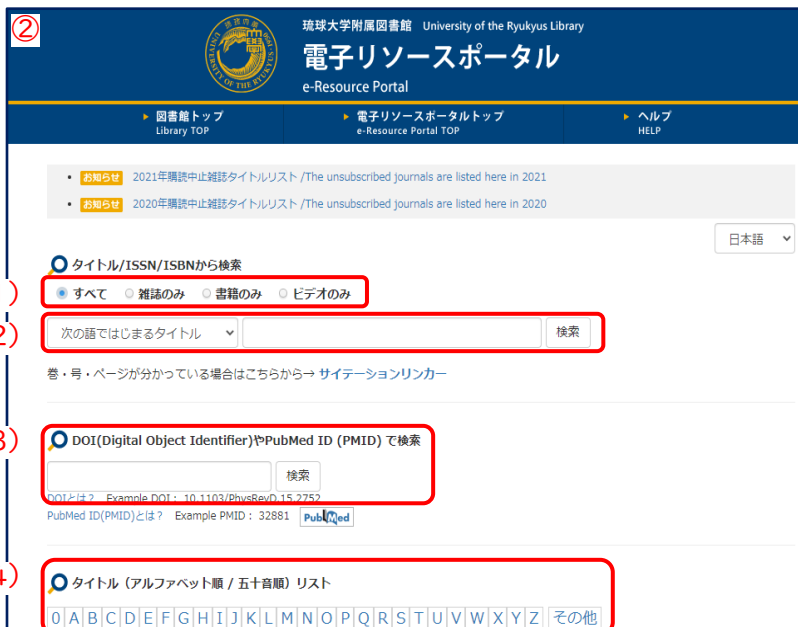 ②
琉球大学附属図書館 University of the Ryukyus Library
電子リソースポータル
e-Resource Portal
図書館トップ
Library TOP
電子リソースポータルトップ
e-Resource Portal TOP
ヘルプ
HELP
お知らせ 2021年購読中止雑誌タイトルリスト /The unsubscribed journals are listed here in 2021
お知らせ 2020年購読中止雑誌タイトルリスト /The unsubscribed journals are listed here in 2020
日本語
タイトル/ISSN/ISBNから検索
すべて 雑誌のみ 書籍のみ ビデオのみ
2) 次の語ではじまるタイトル 検索
巻・号・ページが分かっている場合はこちらから→ サイテーションリンカー
3) DOI(Digital Object Identifier)やPubMed ID (PMID) で検索
検索
DOIとは? Example DOI : 10.1103/PhysRevD.15.2752
PubMed ID(PMID)とは? Example PMID : 32881 PubMed
4) タイトル(アルファベット順 / 五十音順)リスト
0 A B C D E F G H I J K L M N O P Q R S T U V W X Y Z その他